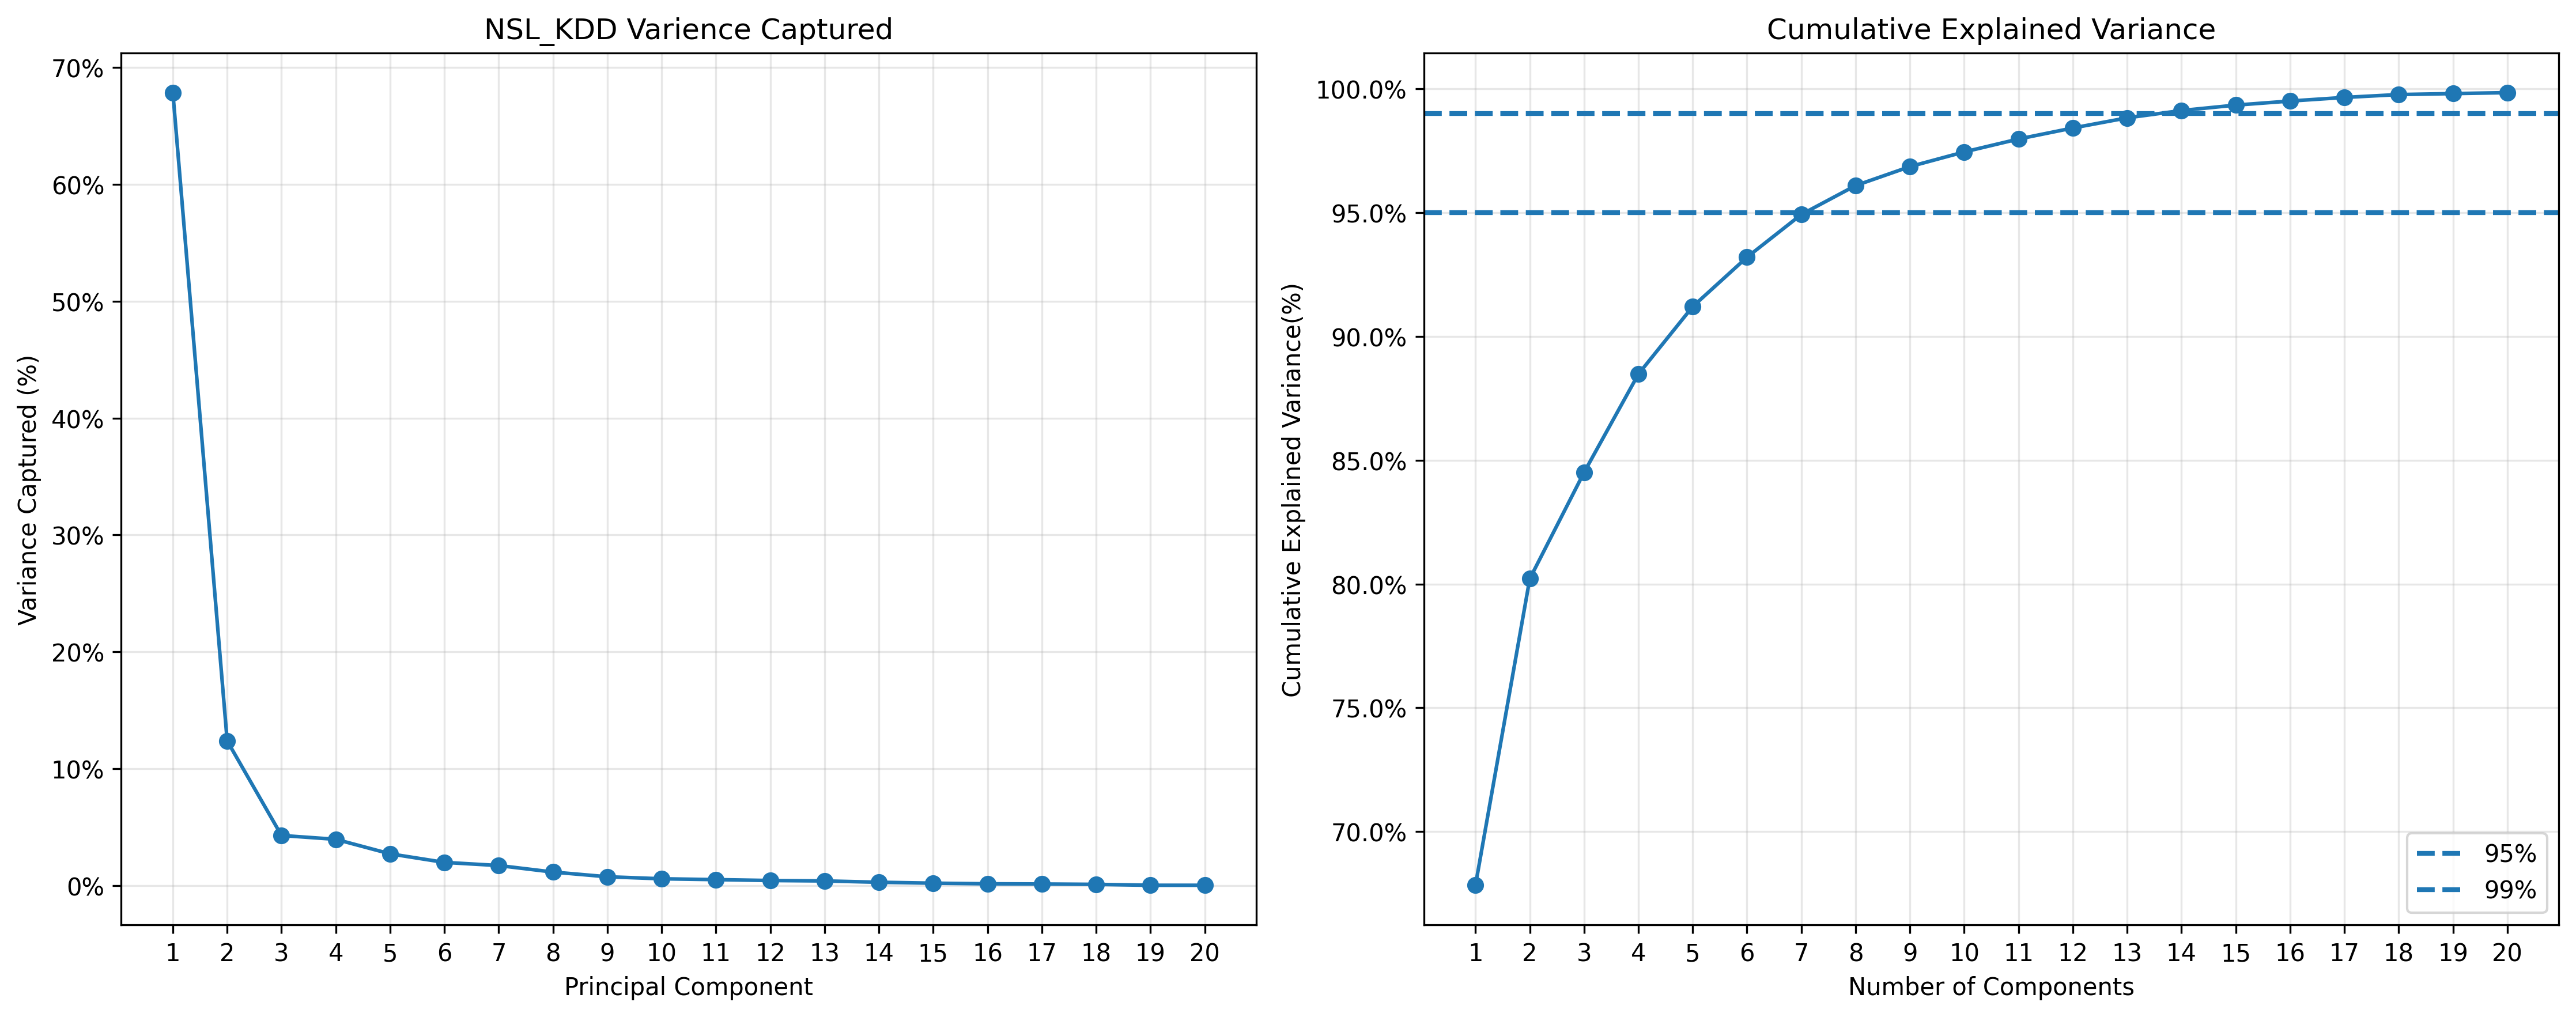 NSL_KDD Varience Captured
70%
60%
50%
40%
30%
20%
10%
0%
Variance Captured (%)
1 2 3 4 5 6 7 8 9 10 11 12 13 14 15 16 17 18 19 20
Principal Component
Cumulative Explained Variance
100.0%
95.0%
90.0%
85.0%
80.0%
75.0%
70.0%
Cumulative Explained Variance(%)
95%
99%
1 2 3 4 5 6 7 8 9 10 11 12 13 14 15 16 17 18 19 20
Number of Components